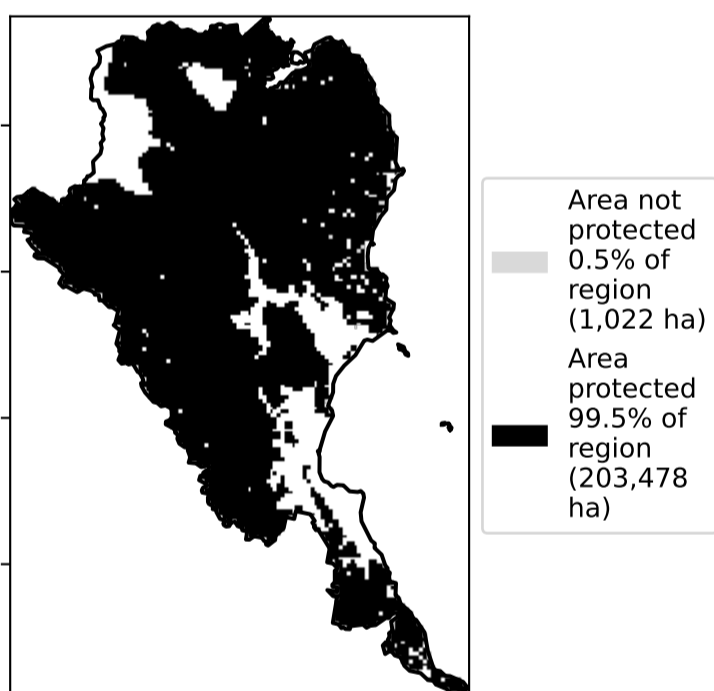 Area not
protected
0.5% of
region
(1,022 ha)
Area
protected
99.5% of
region
(203,478
ha)